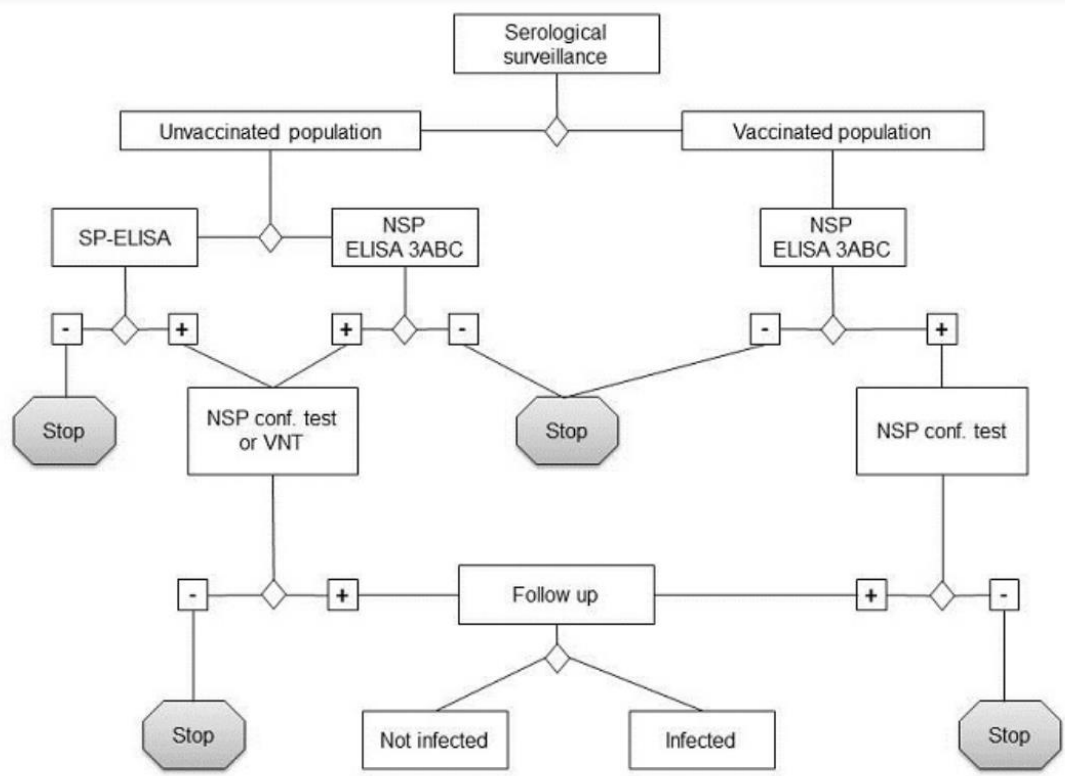 Serological
surveillance
Unvaccinated population
Vaccinated population
SP-ELISA
NSP
ELISA 3ABC
NSP
ELISA 3ABC
-
+
+
-
-
+
Stop
NSP conf. test
or VNT
Stop
NSP conf. test
-
+
Follow up
+
-
Stop
Not infected
Infected
Stop